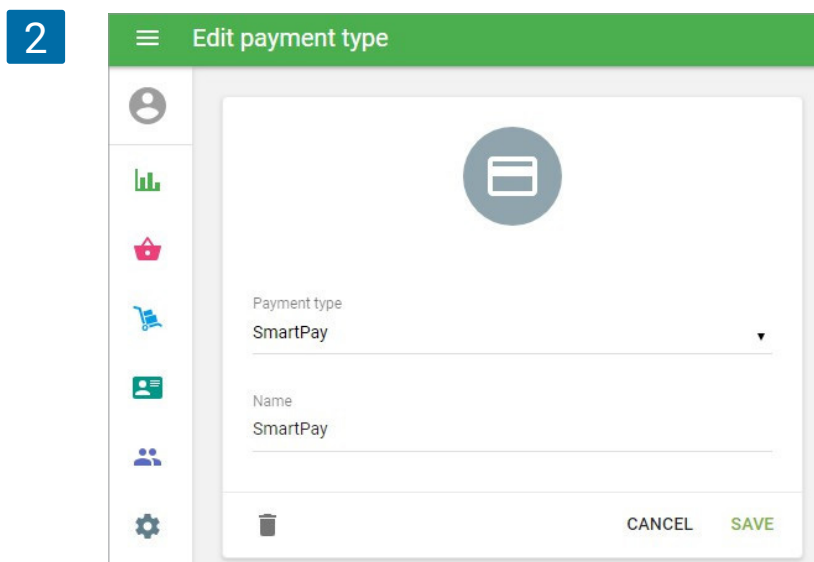 2
Edit payment type
Payment type
SmartPay
Name
SmartPay
CANCEL SAVE